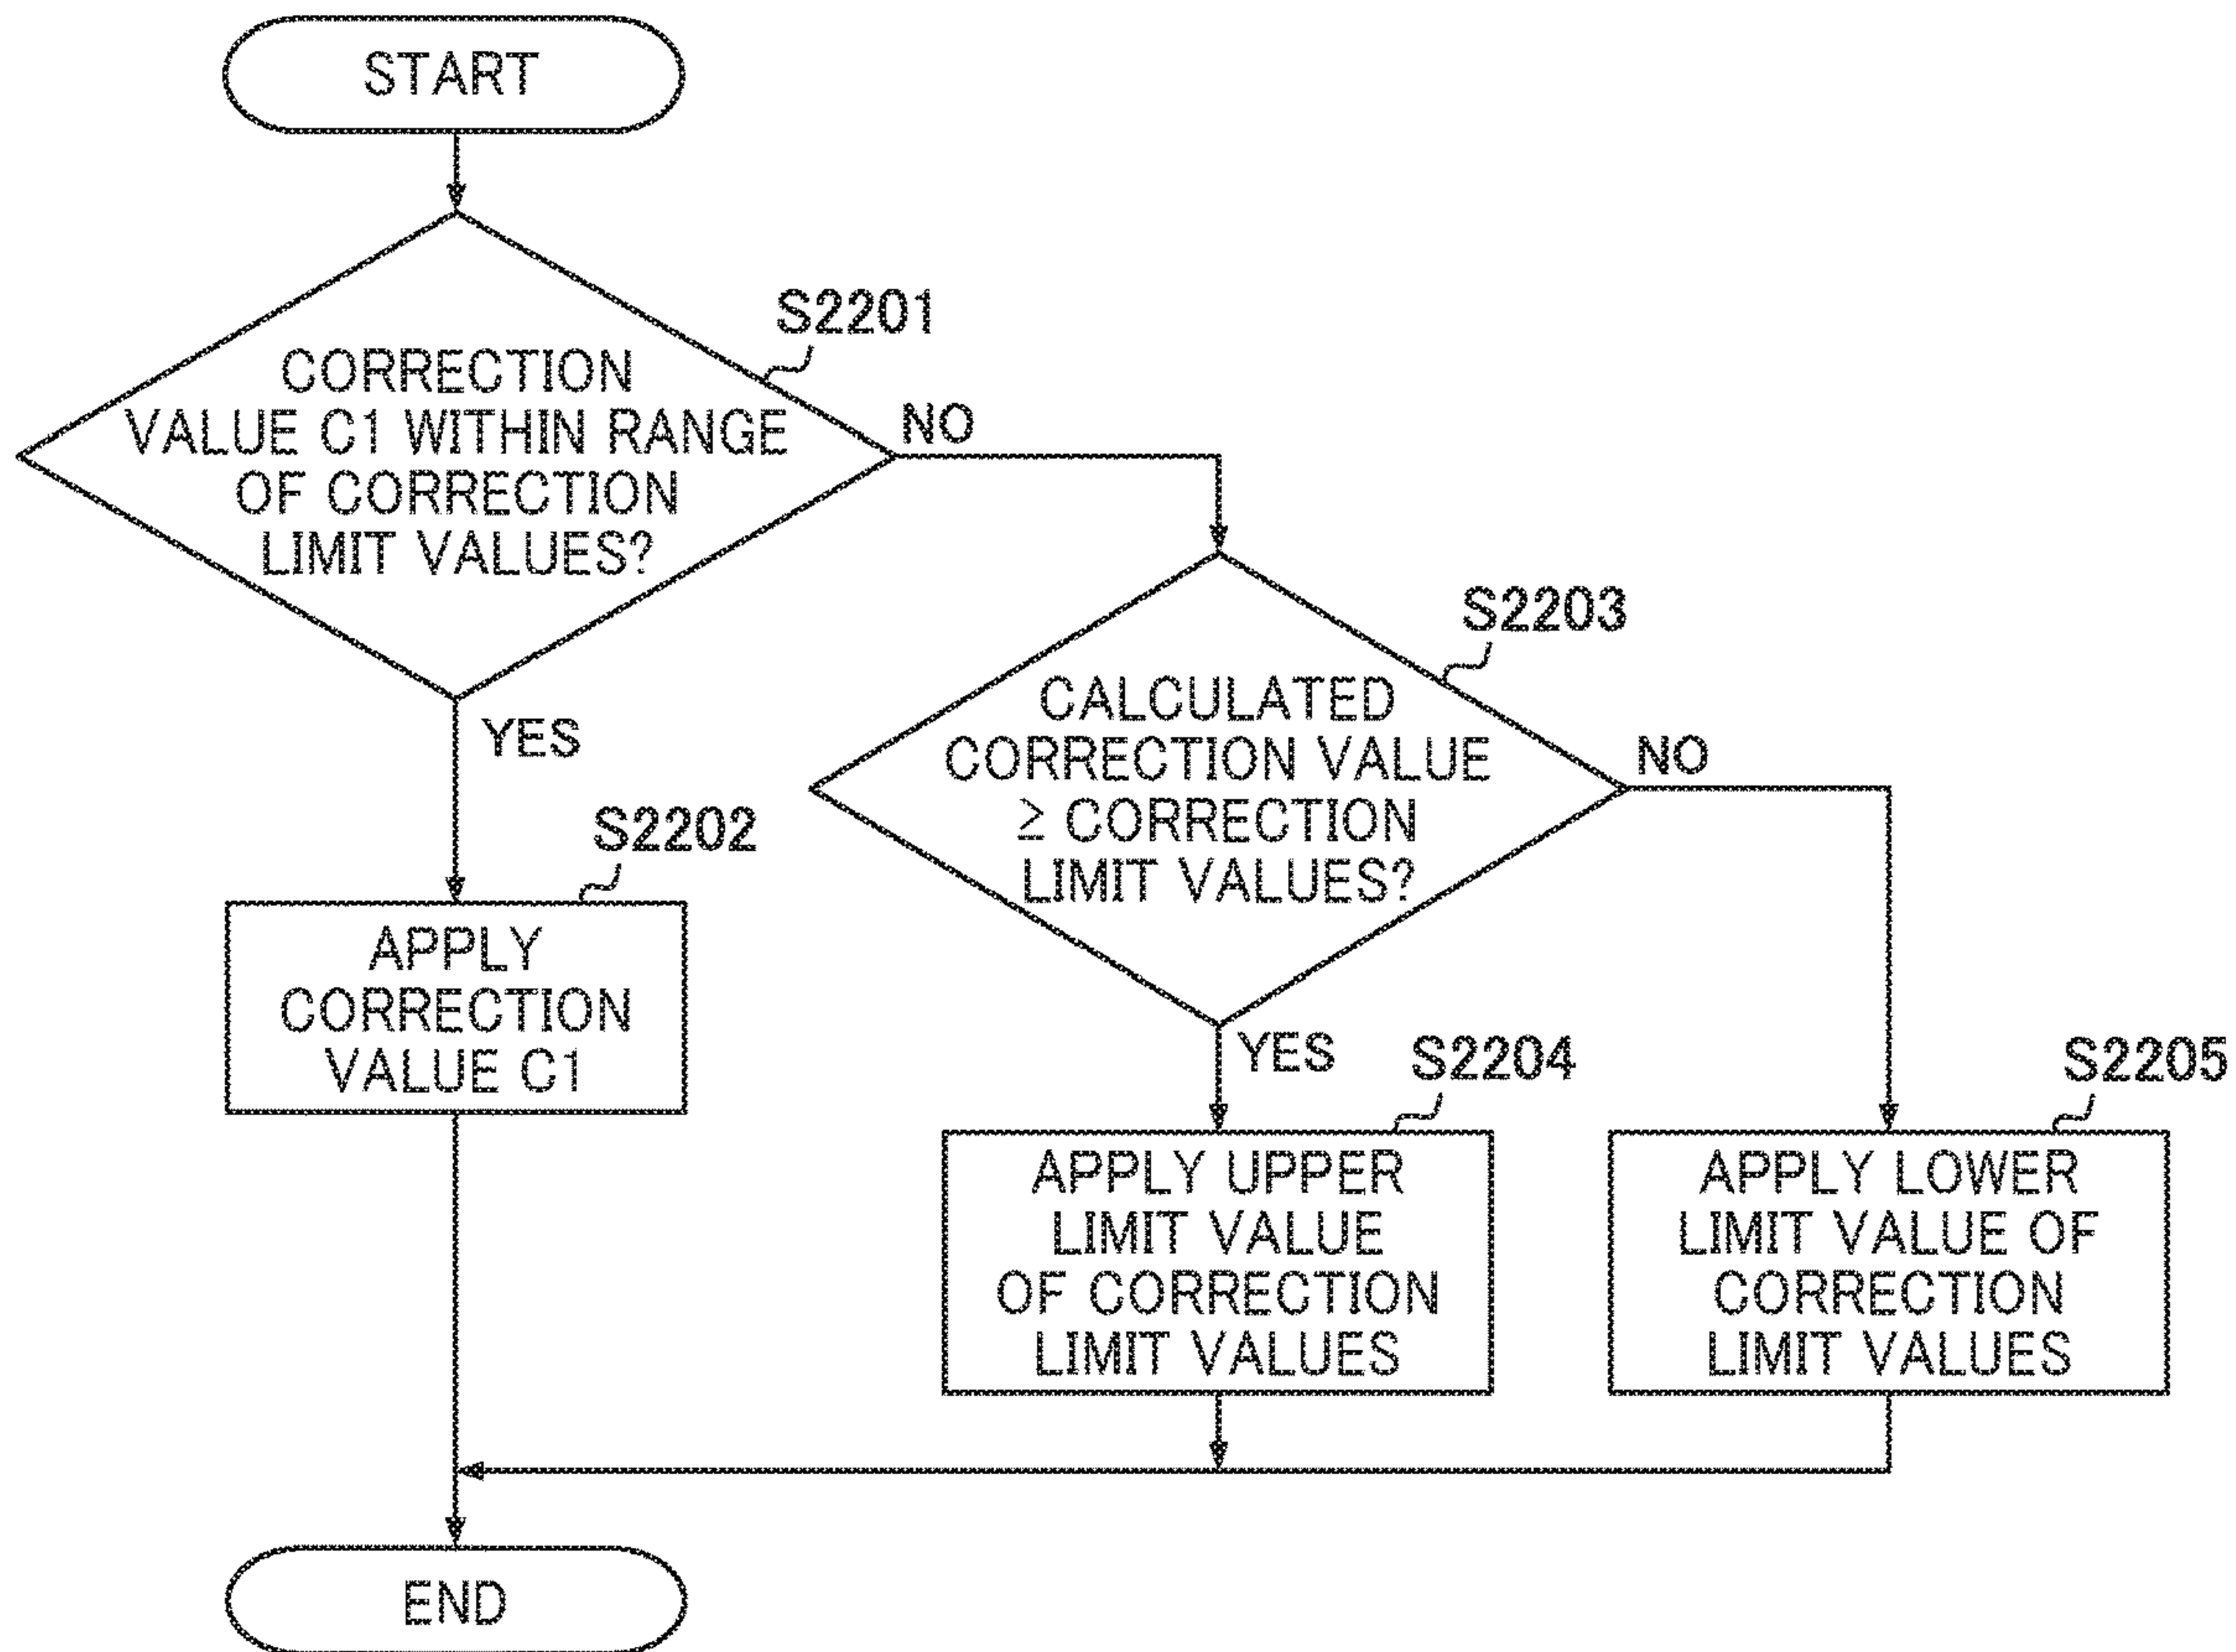 START
S2201
CORRECTION
VALUE C1 WITHIN RANGE
OF CORRECTION
LIMIT VALUES?
NO
YES
S2203
CALCULATED
CORRECTION VALUE
≥ CORRECTION
LIMIT VALUES?
NO
YES
S2202
APPLY
CORRECTION
VALUE C1
S2204
APPLY UPPER
LIMIT VALUE
OF CORRECTION
LIMIT VALUES
S2205
APPLY LOWER
LIMIT VALUE OF
CORRECTION
LIMIT VALUES
END